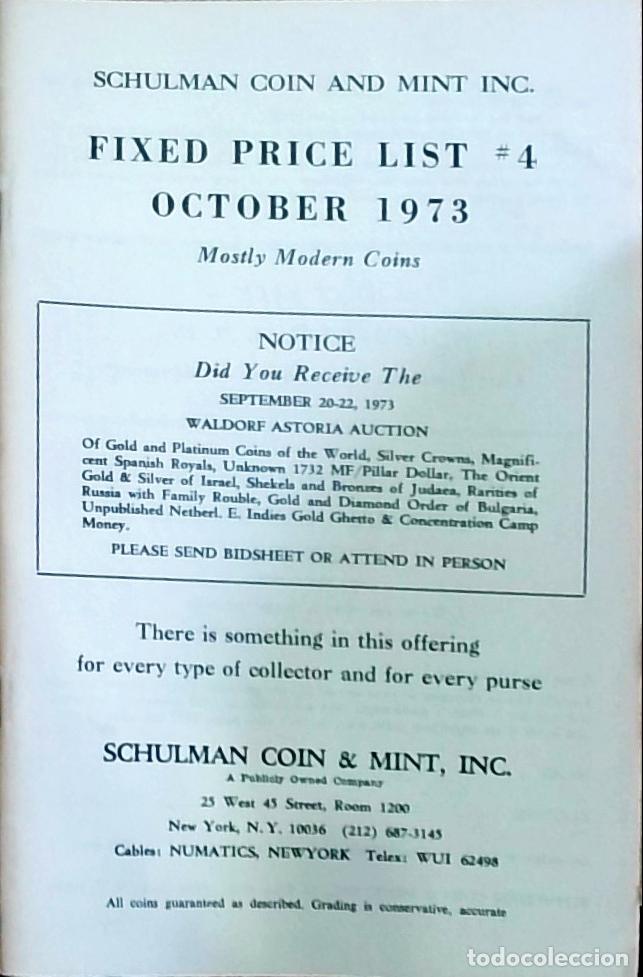 SCHULMAN COIN AND MINT INC.
FIXED PRICE LIST #4
OCTOBER 1973
Mostly Modern Coins
NOTICE
Did You Receive The
SEPTEMBER 20-22, 1973
WALDORF ASTORIA AUCTION
Of Gold and Platinum Coins of the World, Silver Crowns, Magnifi-
cent Spanish Royals, Unknown 1732 MF/Pillar Dollar, The Orient
Gold & Silver of Israel, Shekels and Bronzes of Judaea, Rarities of
Russia with Family Rouble, Gold and Diamond Order of Bulgaria,
Unpublished Netherl. E. Indies Gold Ghetto & Concentration Camp
Money.
PLEASE SEND BIDSHEET OR ATTEND IN PERSON
There is something in this offering
for every type of collector and for every purse
SCHULMAN COIN & MINT, INC.
A Publicly Owned Company
25 West 45 Street, Room 1200
New York, N.Y. 10036 (212) 687-3145
Cables: NUMATICS, NEWYORK Telex: WUI 62498
All coins guaranteed as described. Grading is conservative, accurate
todocoleccion